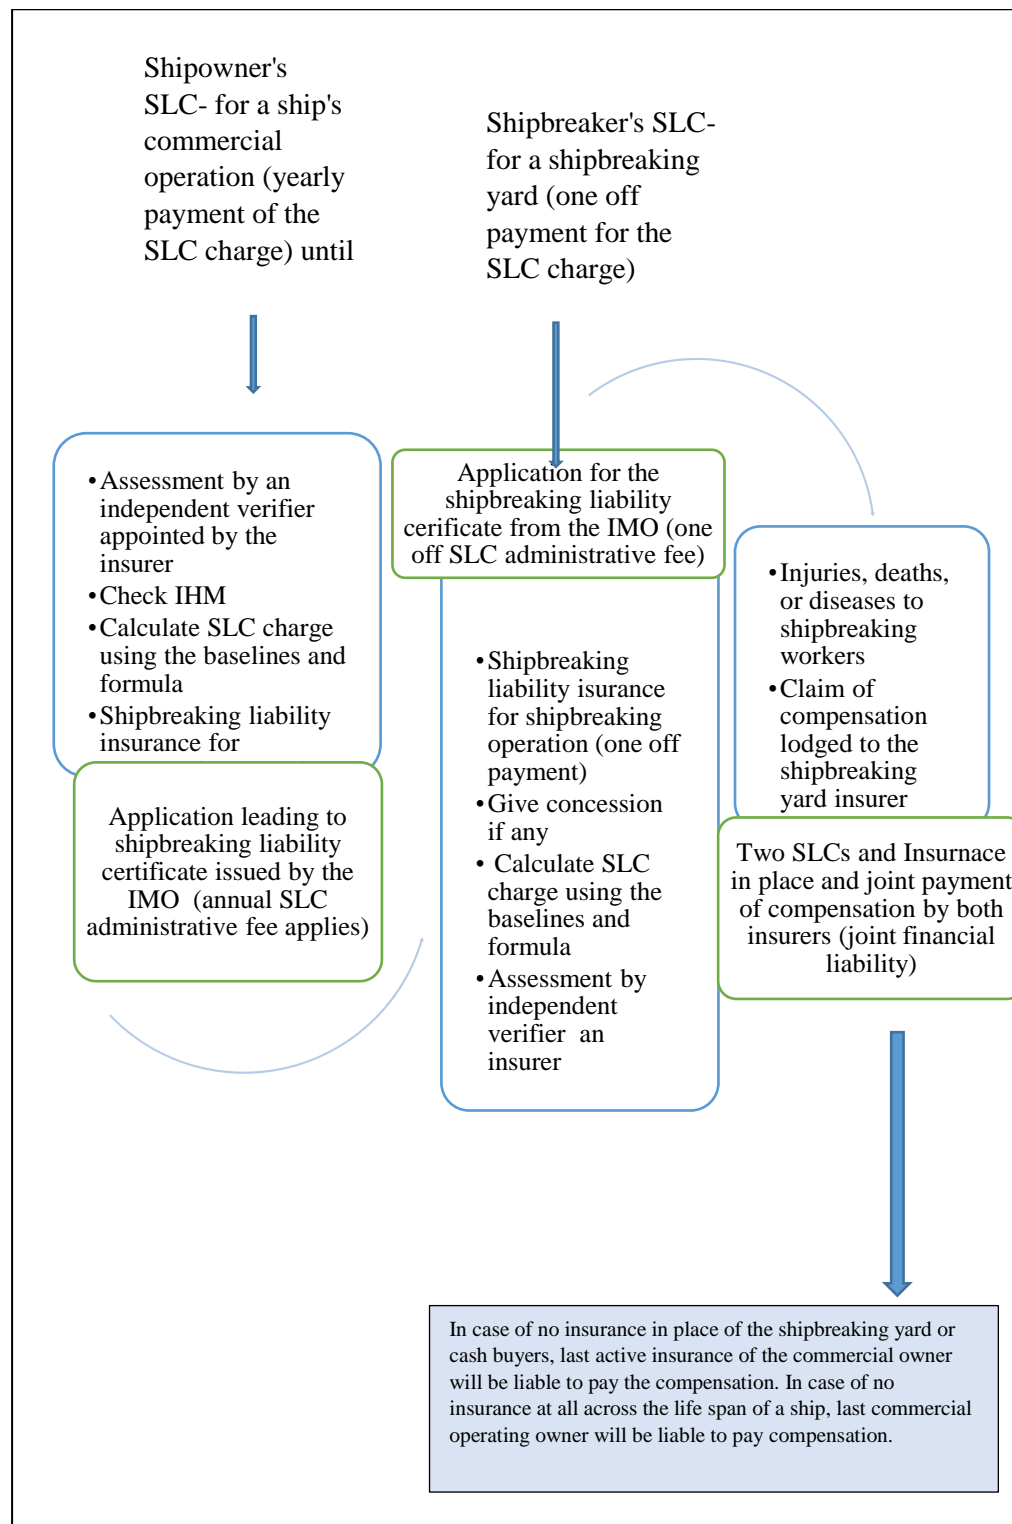 Shipowner's
SLC- for a ship's
commercial
operation (yearly
payment of the
SLC charge) until
Shipbreaker's SLC-
for a shipbreaking
yard (one off
payment for the
SLC charge)
•Assessment by an
independent verifier
appointed by the
insurer
•Check IHM
•Calculate SLC charge
using the baselines and
formula
•Shipbreaking liability
insurance for
Application leading to
shipbreaking liability
certificate issued by the
IMO (annual SLC
administrative fee applies)
Application for the
shipbreaking liability
cerificate from the IMO (one
off SLC administrative fee)
•Shipbreaking
liability isurance
for shipbreaking
operation (one off
payment)
•Give concession
if any
• Calculate SLC
charge using the
baselines and
formula
•Assessment by
independent
verifier an
insurer
•Injuries, deaths,
or diseases to
shipbreaking
workers
•Claim of
compensation
lodged to the
shipbreaking
yard insurer
Two SLCs and Insurnace
in place and joint payment
of compensation by both
insurers (joint financial
liability)
In case of no insurance in place of the shipbreaking yard or
cash buyers, last active insurance of the commercial owner
will be liable to pay the compensation. In case of no
insurance at all across the life span of a ship, last commercial
operating owner will be liable to pay compensation.